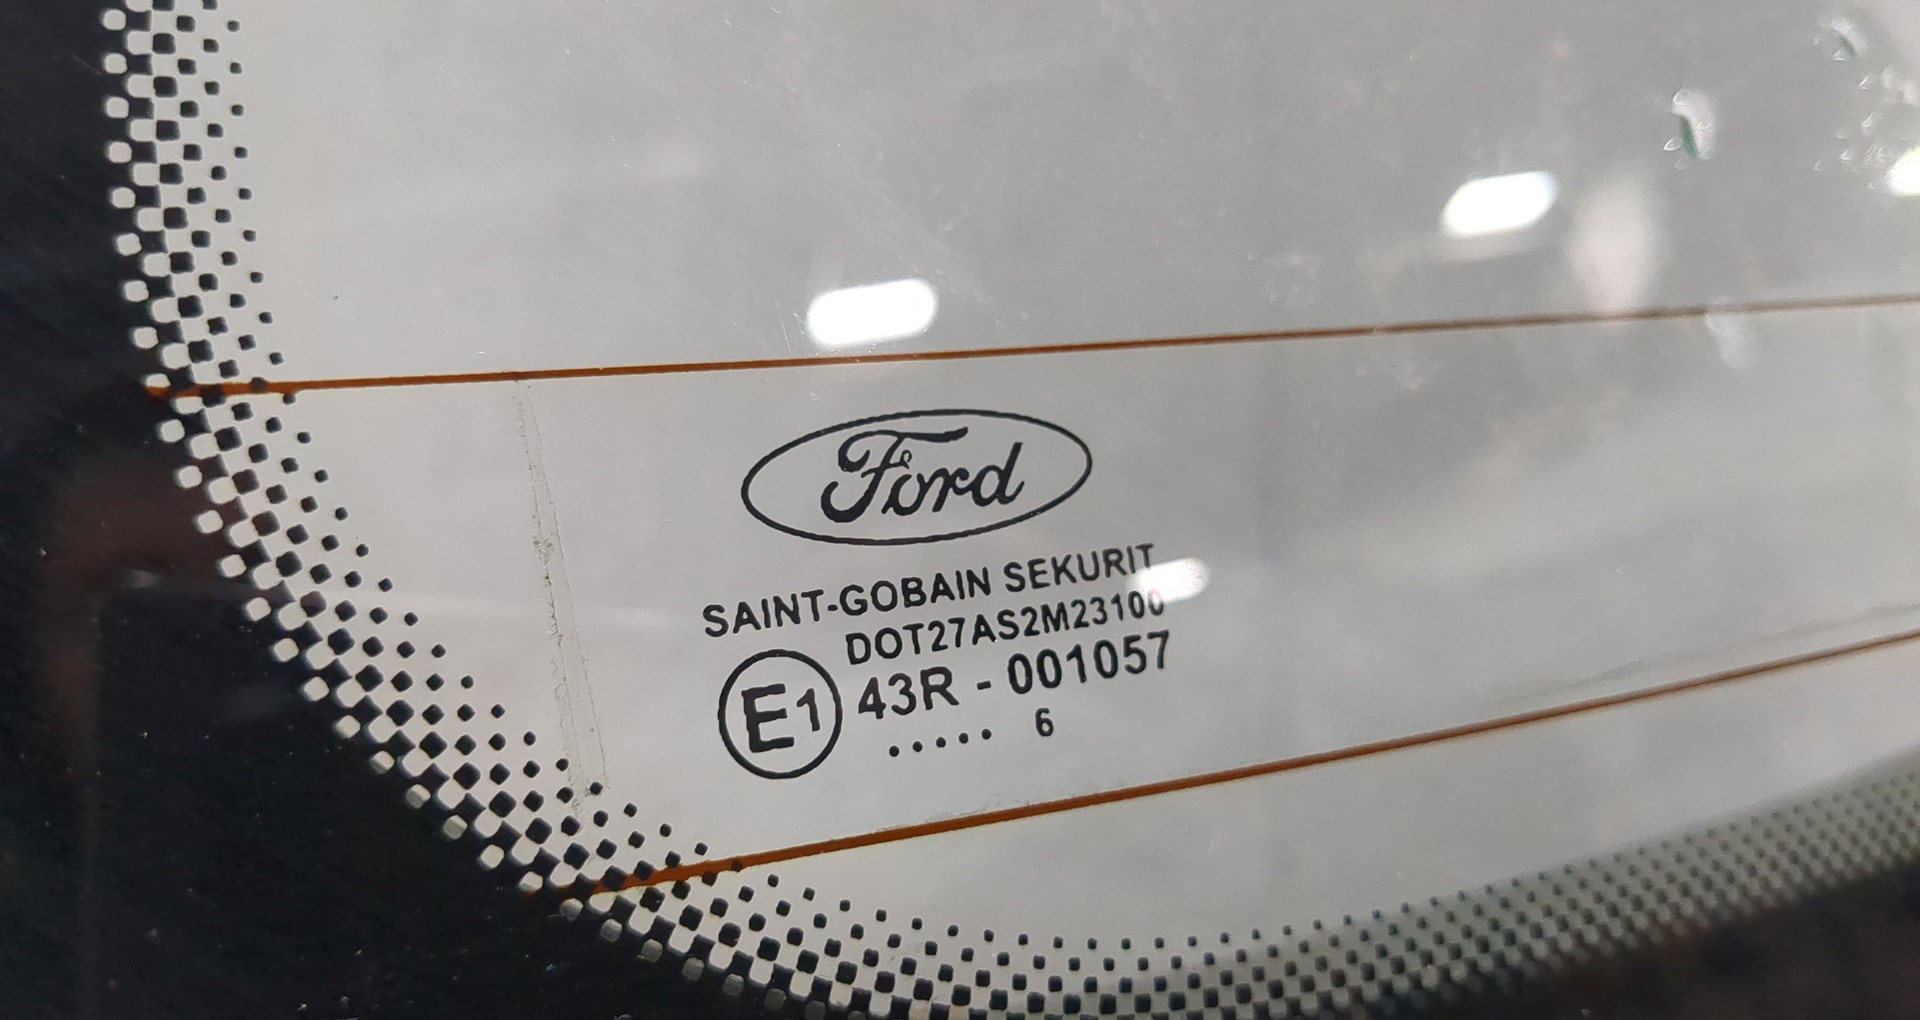 Ford
SAINT-GOBAIN SEKURIT
DOT27AS2M23100
E1 43R - 001057
..... 6